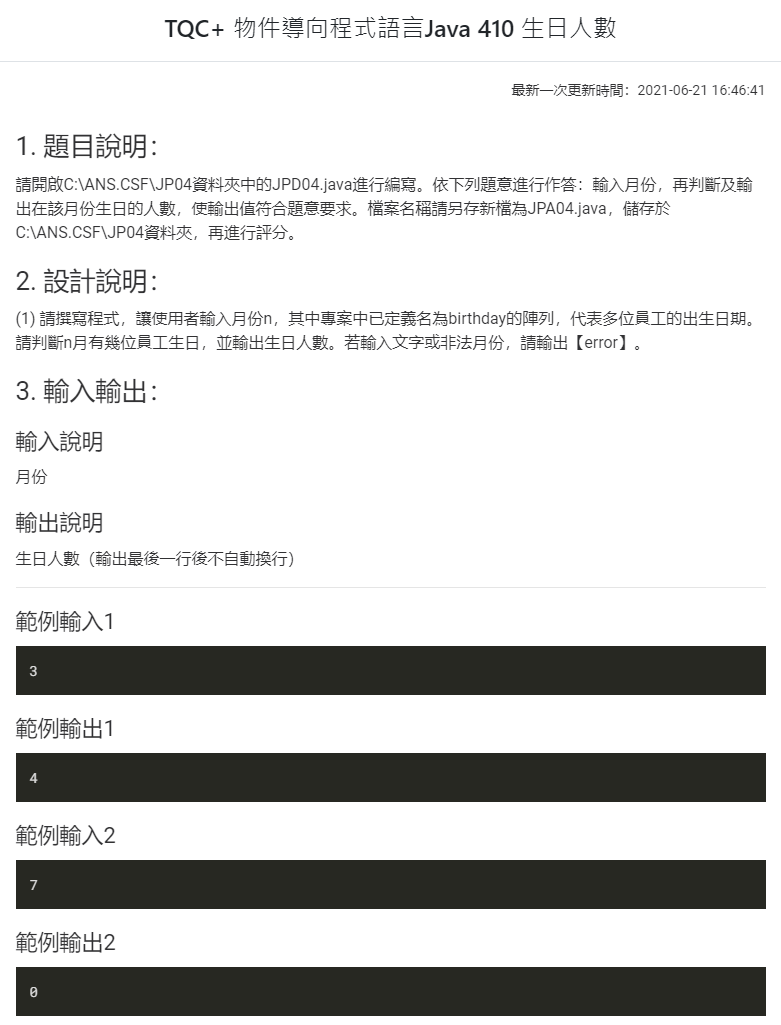 TQC+ 物件導向程式語言Java 410 生日人數
最新一次更新時間：2021-06-21 16:46:41
1. 題目說明：
請開啟C:\ANS.CSF\JP04資料夾中的JPD04.java進行編寫。依下列題意進行作答：輸入月份，再判斷及輸
出在該月份生日的人數，使輸出值符合題意要求。檔案名稱請另存新檔為JPA04.java，儲存於
C:\ANS.CSF\JP04資料夾，再進行評分。
2. 設計說明：
(1) 請撰寫程式，讓使用者輸入月份n，其中專案中已定義名為birthday的陣列，代表多位員工的出生日期。
請判斷n月有幾位員工生日，並輸出生日人數。若輸入文字或非法月份，請輸出【error】。
3. 輸入輸出：
輸入說明
月份
輸出說明
生日人數（輸出最後一行後不自動換行）
範例輸入1
3
範例輸出1
4
範例輸入2
7
範例輸出2
0